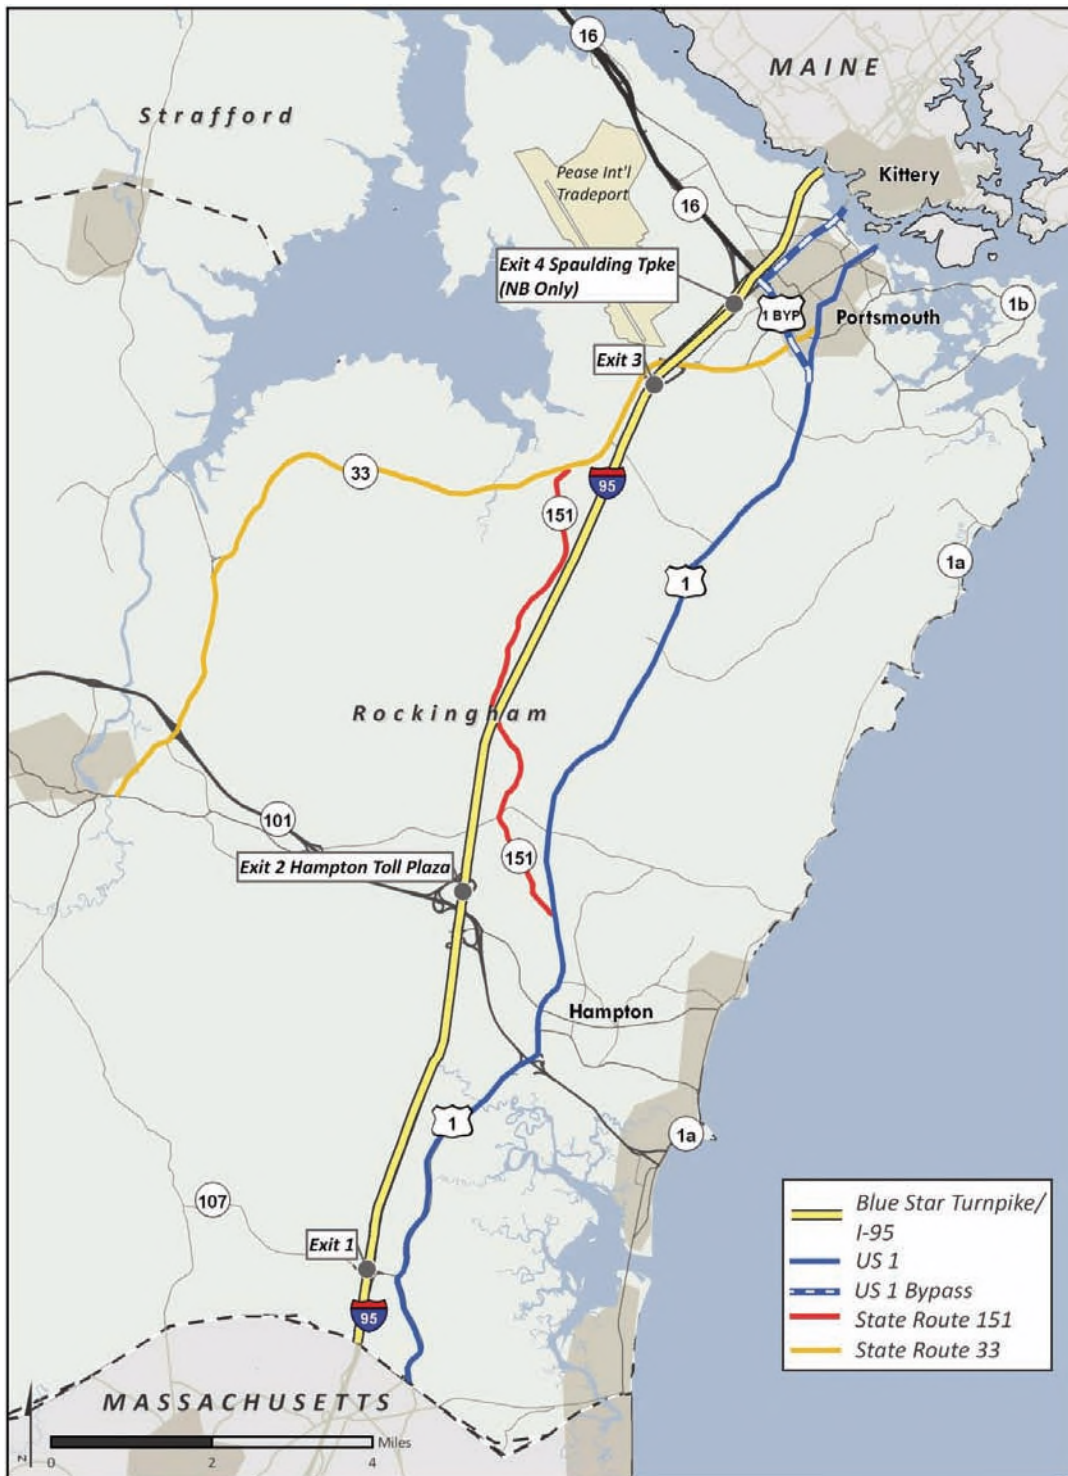 16
MAINE
Strafford
Pease Int'l
Tradeport
Kittery
16
Exit 4 Spaulding Tpke
(NB Only)
1 BYP
Portsmouth
1b
Exit 3
33
95
151
1a
1
Rockingham
101
151
Exit 2 Hampton Toll Plaza
Hampton
1
1a
107
Exit 1
95
Blue Star Turnpike/
I-95
US 1
US 1 Bypass
State Route 151
State Route 33
MASSACHUSETTS
Miles
0 2 4
N